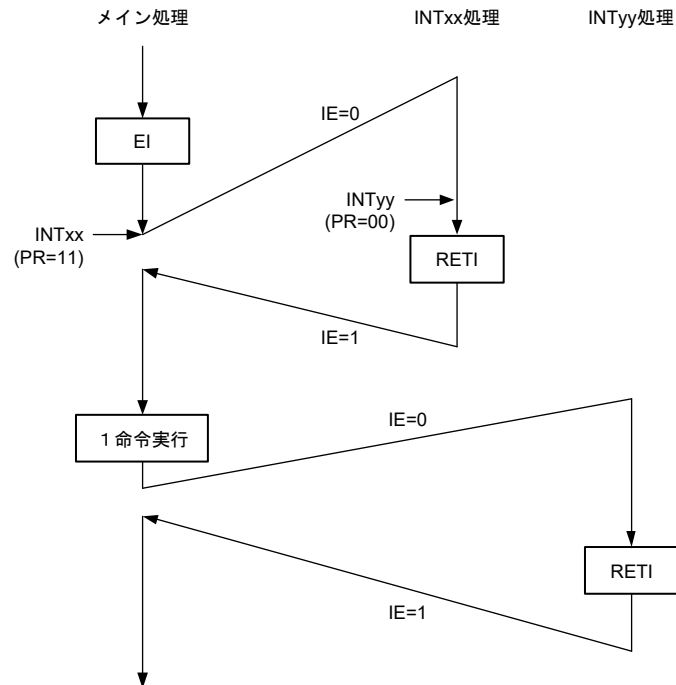 メイン処理
INTxx処理
INTyy処理
IE=0
EI
INTyy
(PR=00)
INTxx
(PR=11)
RETI
IE=1
IE=0
１命令実行
RETI
IE=1